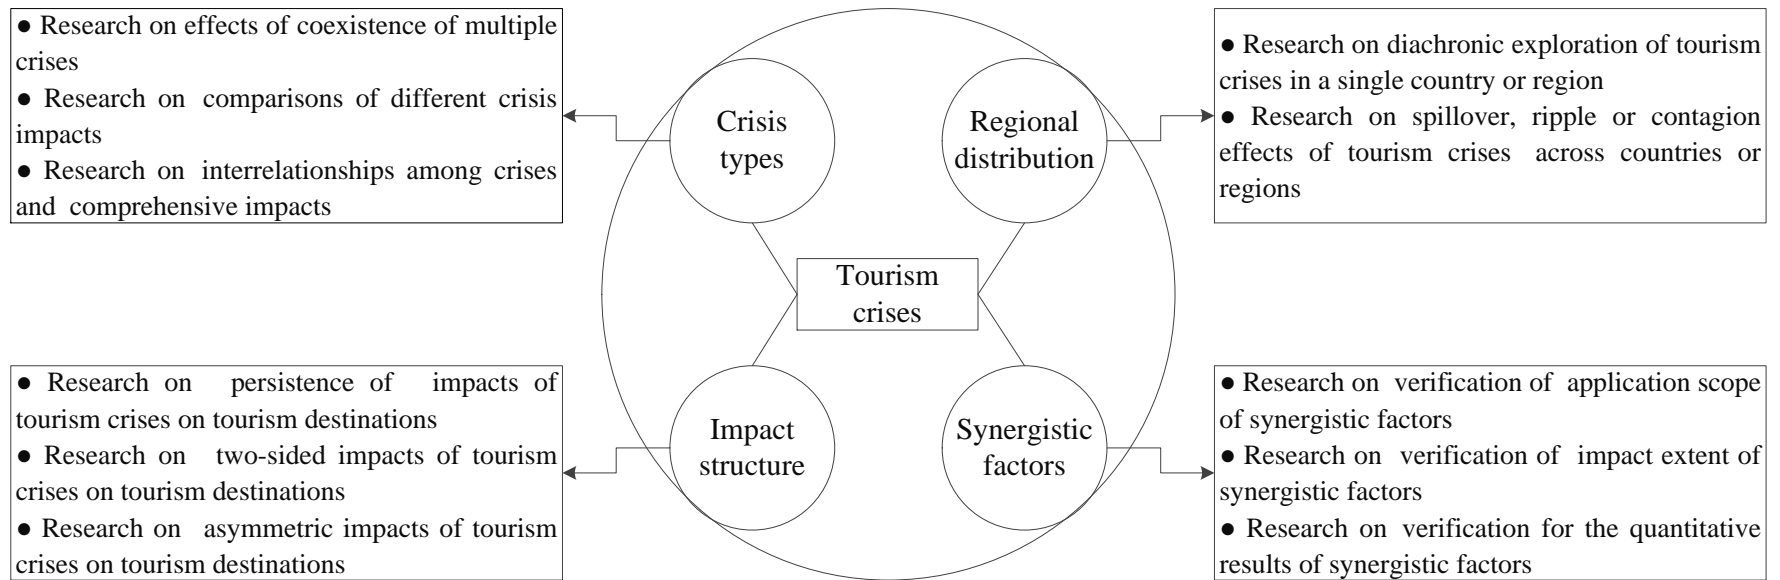 ● Research on effects of coexistence of multiple
crises
● Research on comparisons of different crisis
impacts
● Research on interrelationships among crises
and comprehensive impacts
Crisis
types
Regional
distribution
● Research on diachronic exploration of tourism
crises in a single country or region
● Research on spillover, ripple or contagion
effects of tourism crises across countries or
regions
Tourism
crises
● Research on persistence of impacts of
tourism crises on tourism destinations
● Research on two-sided impacts of tourism
crises on tourism destinations
● Research on asymmetric impacts of tourism
crises on tourism destinations
Impact
structure
Synergistic
factors
● Research on verification of application scope
of synergistic factors
● Research on verification of impact extent of
synergistic factors
● Research on verification for the quantitative
results of synergistic factors